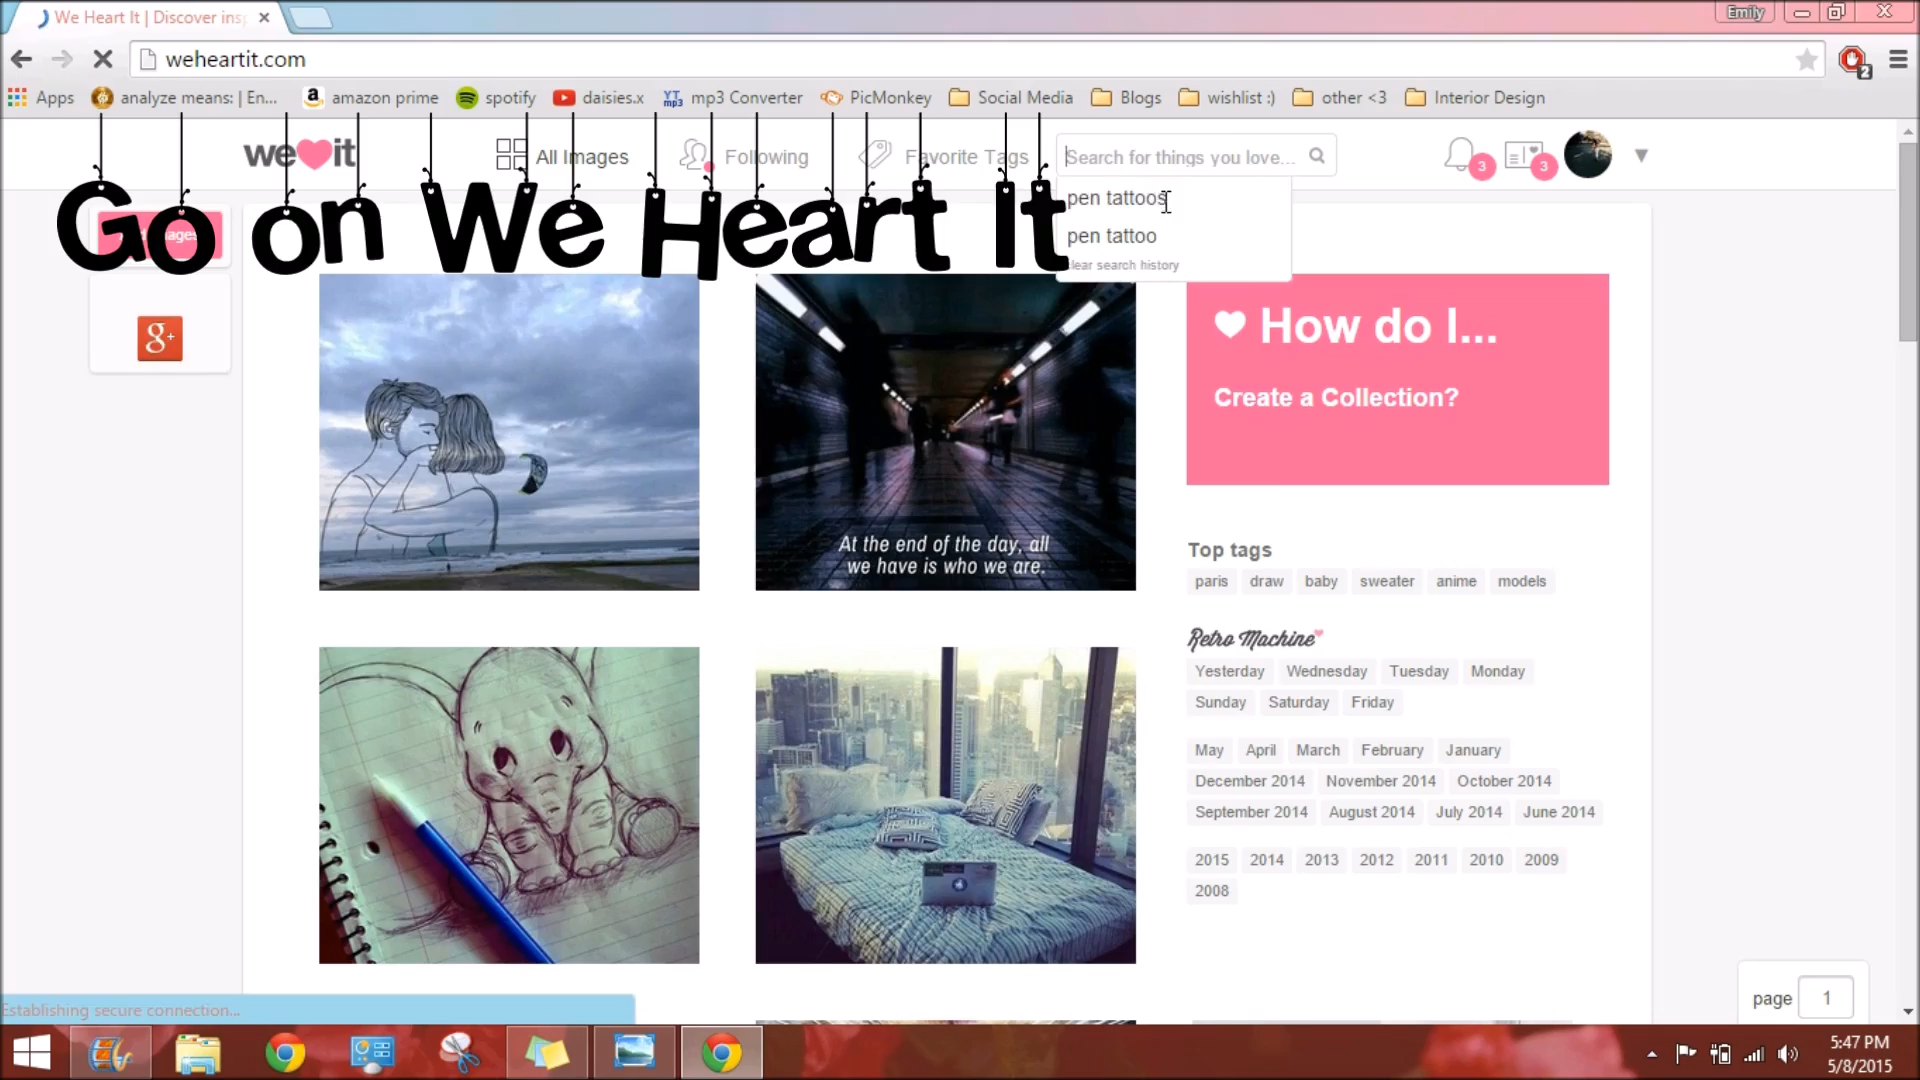 We Heart It | Discover insp
Emily
weheartit.com
2
Apps
analyze means: | En...
amazon prime
spotify
daisies.x
YT mp3
mp3 Converter
PicMonkey
Social Media
Blogs
wishlist :)
other <3
Interior Design
we it
All Images
Following
Favorite Tags
Search for things you love...
3
3
pen tattoos
pen tattoo
clear search history
Go on We Heart It
g+
How do I...
Create a Collection?
At the end of the day, all
we have is who we are.
Top tags
paris draw baby sweater anime models
Retro Machine
Yesterday Wednesday Tuesday Monday
Sunday Saturday Friday
May April March February January
December 2014 November 2014 October 2014
September 2014 August 2014 July 2014 June 2014
2015 2014 2013 2012 2011 2010 2009
2008
page 1
Establishing secure connection...
5:47 PM
5/8/2015